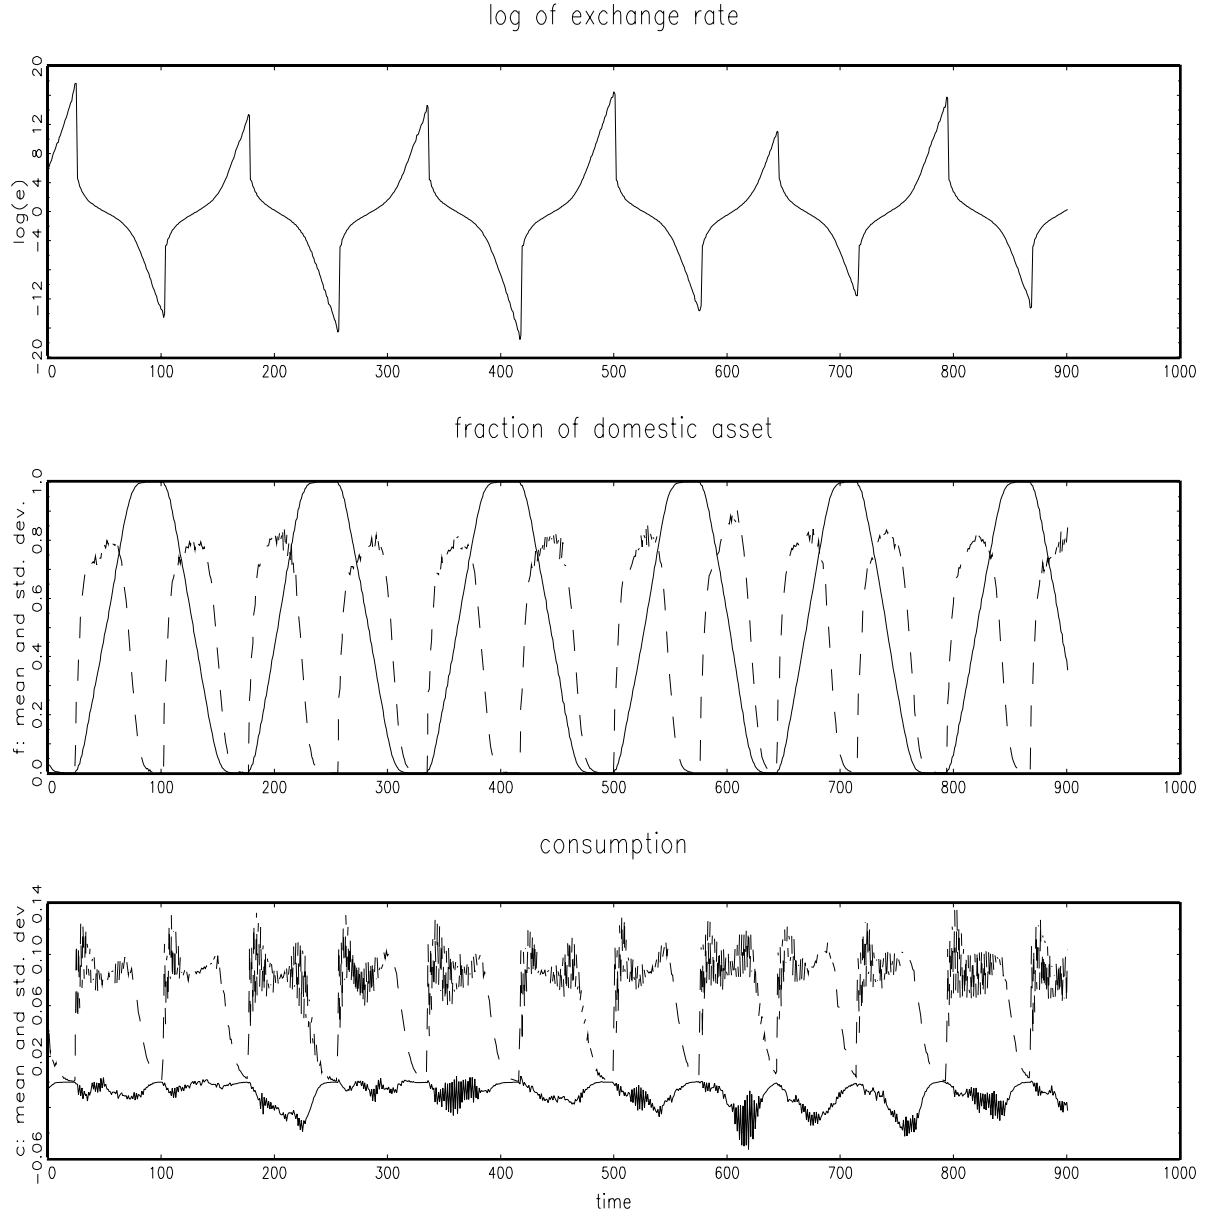 log of exchange rate
log(e)
20
12
8
4
0
-4
-12
-20
0 100 200 300 400 500 600 700 800 900 1000
fraction of domestic asset
f: mean and std. dev.
1.0
0.8
0.6
0.4
0.2
0.0
0 100 200 300 400 500 600 700 800 900 1000
consumption
c: mean and std. dev
0.14
0.10
0.06
0.02
-0.06
0 100 200 300 400 500 600 700 800 900 1000
time